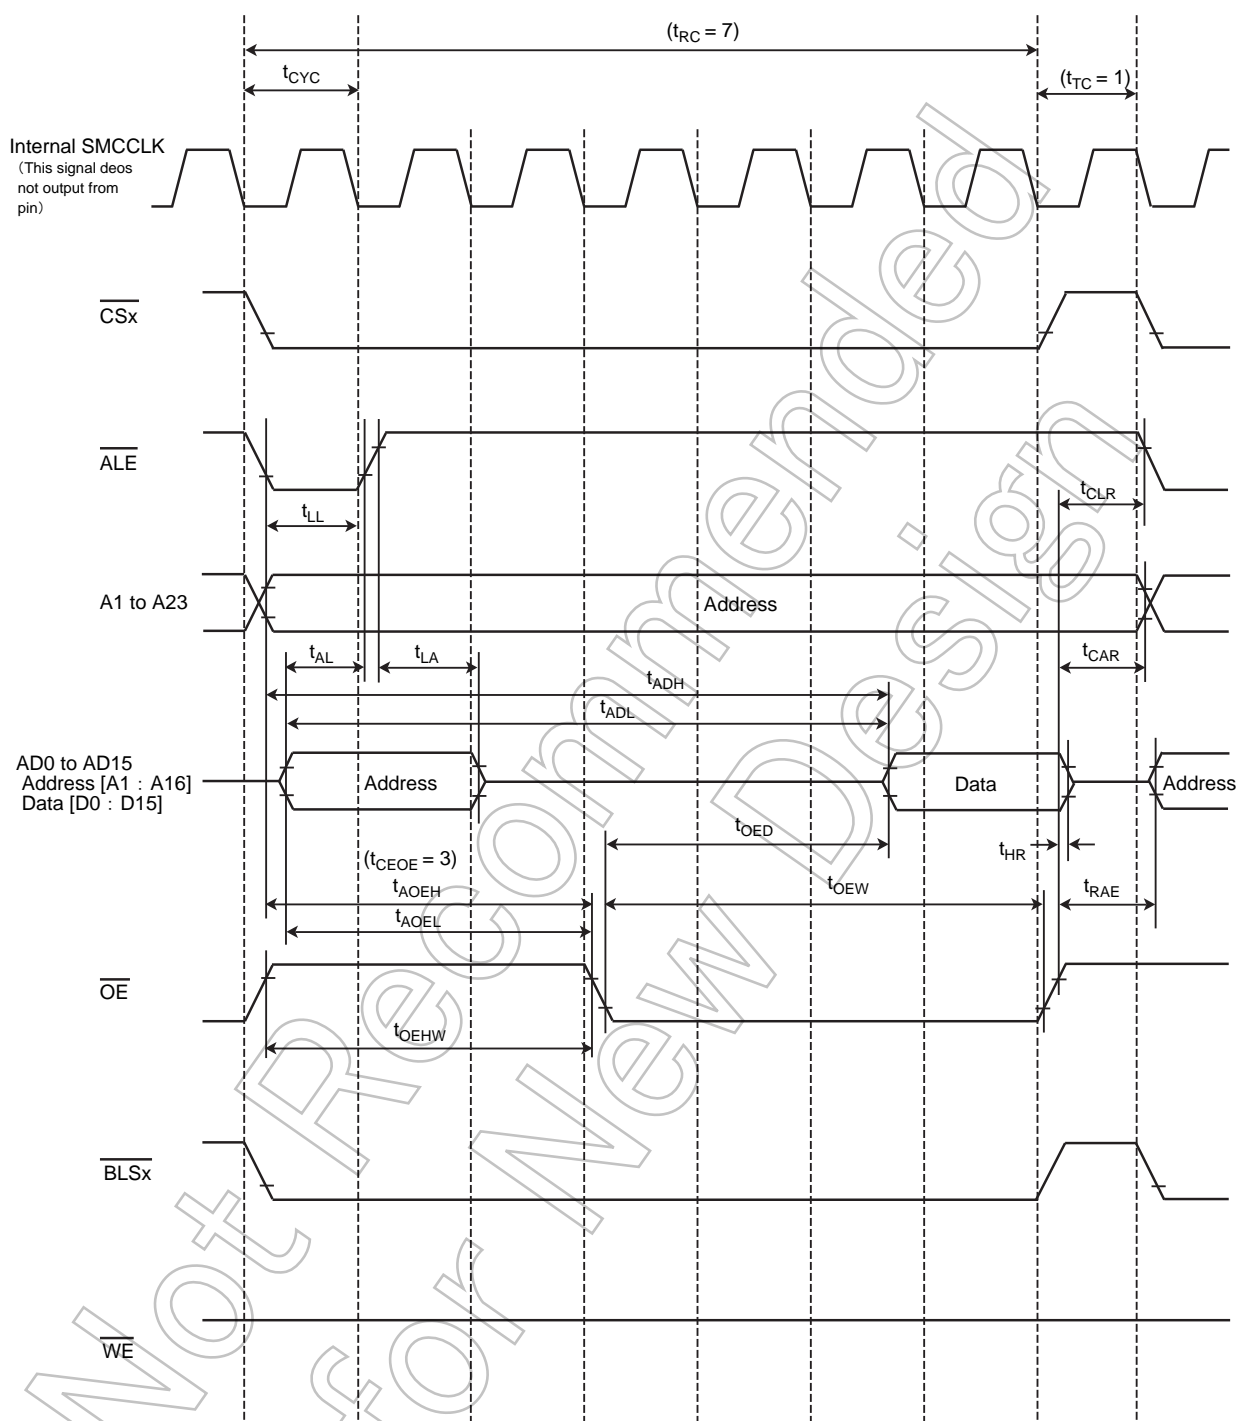 (tRC = 7)
tCYC
(tTC = 1)
Internal SMCCLK
(This signal deos
not output from
pin)
CSx
ALE
tCLR
tLL
A1 to A23
Address
tAL
tLA
tCAR
tADH
tADL
AD0 to AD15
Address [A1 : A16]
Data [D0 : D15]
Address
Data
Address
tOED
tHR
(tCEOE = 3)
tAOEH
tOEW
tRAE
tAOEL
OE
tOEHW
BLSx
WE
Not Recommended
for New Design